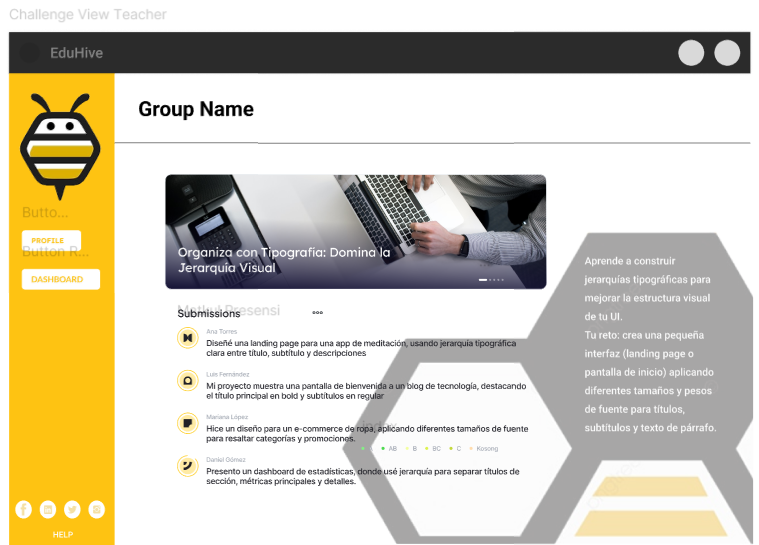 Challenge View Teacher
EduHive
Group Name
Butto...
PROFILE
Button R...
DASHBOARD
HELP
Organiza con Tipografía: Domina la
Jerarquía Visual
Submissions
Presensi
Ana Torres
Diseñé una landing page para una app de meditación, usando jerarquía tipográfica
clara entre título, subtítulo y descripciones
Luis Fernández
Mi proyecto muestra una pantalla de bienvenida a un blog de tecnología, destacando
el título principal en bold y subtítulos en regular
Mariana López
Hice un diseño para un e-commerce de ropa, aplicando diferentes tamaños de fuente
para resaltar categorías y promociones.
AB
B
BC
C
Kosong
Daniel Gómez
Presento un dashboard de estadísticas, donde usé jerarquía para separar títulos de
sección, métricas principales y detalles.
Aprende a construir
jerarquías tipográficas para
mejorar la estructura visual
de tu UI.
Tu reto: crea una pequeña
interfaz (landing page o
pantalla de inicio) aplicando
diferentes tamaños y pesos
de fuente para títulos,
subtítulos y texto de párrafo.